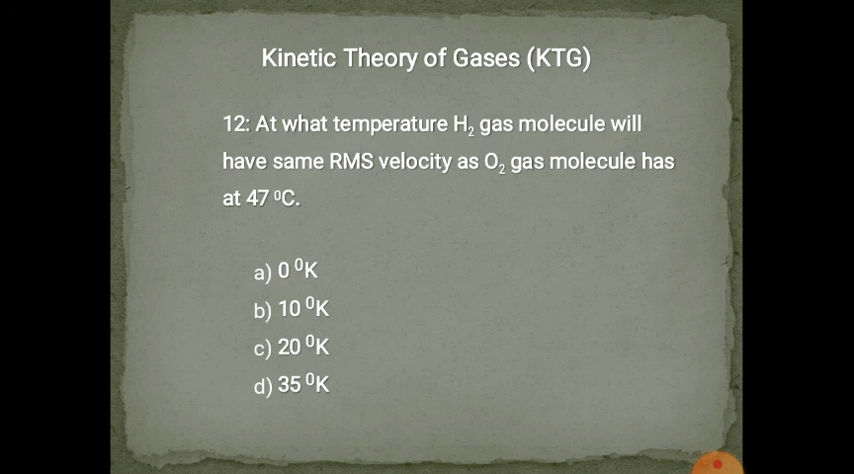 Kinetic Theory of Gases (KTG)
12: At what temperature H₂ gas molecule will
have same RMS velocity as O₂ gas molecule has
at 47 ⁰C.
a) 0 ⁰K
b) 10 ⁰K
c) 20 ⁰K
d) 35 ⁰K